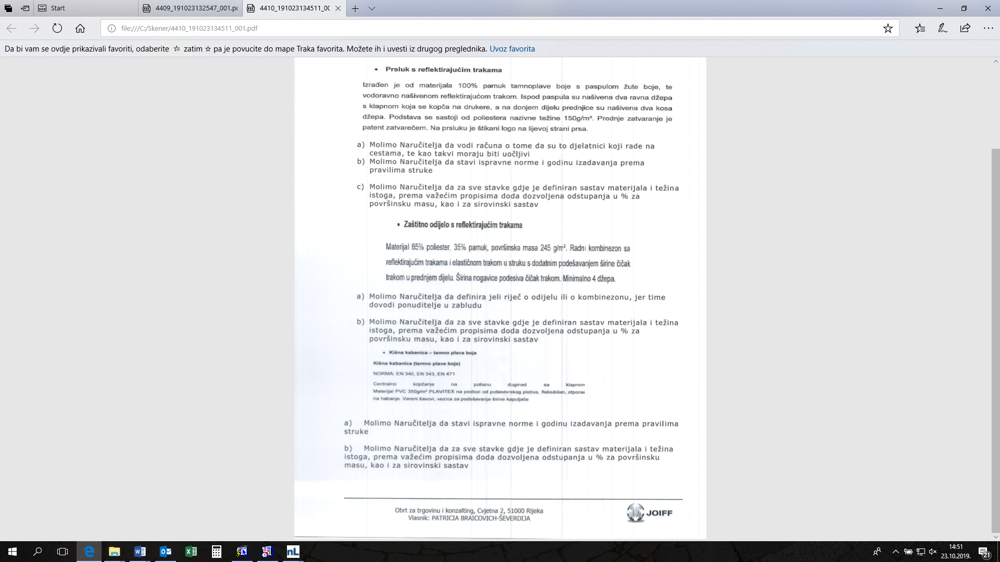 Start
4409_191023132547_001.pc
4410_191023134511_00
file:///C:/Skener/4410_191023134511_001.pdf
Da bi vam se ovdje prikazivali favoriti, odaberite zatim ☆ pa je povucite do mape Traka favorita. Možete ih i uvesti iz drugog preglednika. Uvoz favorita
• Prsluk s reflektirajućim trakama
Izrađen je od materijala 100% pamuk tamnoplave boje s paspulom žute boje, te
vodoravno našivenom reflektirajućom trakom. Ispod paspula su našivena dva ravna džepa
s klapnom koja se kopča na drukere, a na donjem dijelu prednjice su našivena dva kosa
džepa. Podstava se sastoji od poliestera nazivne težine 150g/m². Prednje zatvaranje je
patent zatvarečem. Na prsluku je štikani logo na lijevoj strani prsa.
a) Molimo Naručitelja da vodi računa o tome da su to djelatnici koji rade na
cestama, te kao takvi moraju biti uočljivi
b) Molimo Naručitelja da stavi ispravne norme i godinu izadavanja prema
pravilima struke
c) Molimo Naručitelja da za sve stavke gdje je definiran sastav materijala i težina
istoga, prema važećim propisima doda dozvoljena odstupanja u % za
površinsku masu, kao i za sirovinski sastav
• Zaštitno odijelo s reflektirajućim trakama
Materijal 65% poliester, 35% pamuk, površinska masa 245 g/m². Radni kombinezon sa
reflektirajućim trakama i elastičnom trakom u struku s dodatnim podešavanjem širine čičak
trakom u prednjem dijelu. Širina nogavice podesiva čičak trakom. Minimalno 4 džepa.
a) Molimo Naručitelja da definira jeli riječ o odijelu ili o kombinezonu, jer time
dovodi ponuditelje u zabludu
b) Molimo Naručitelja da za sve stavke gdje je definiran sastav materijala i težina
istoga, prema važećim propisima doda dozvoljena odstupanja u % za
površinsku masu, kao i za sirovinski sastav
• Kišna kabanica – tamno plava boja
Kišna kabanica (tamno plave boje)
NORMA: EN 340, EN 343, EN 471
Centralno kopčanje na potisnu dugmad sa klapnom
Materijal PVC 350g/m² PLAVITEX na podlozi od poliesterskog pletiva, fleksibilan, otporan
na habanje. Vareni šavovi, vezica za podešavanje širine kapuljače
a) Molimo Naručitelja da stavi ispravne norme i godinu izadavanja prema pravilima
struke
b) Molimo Naručitelja da za sve stavke gdje je definiran sastav materijala i težina
istoga, prema važećim propisima doda dozvoljena odstupanja u % za površinsku
masu, kao i za sirovinski sastav
Obrt za trgovinu i konzalting, Cvjetna 2, 51000 Rijeka
Vlasnik: PATRICIA BRAICOVICH-ŠEVERDIJA
JOIFF
nL
14:51
23.10.2019.
21